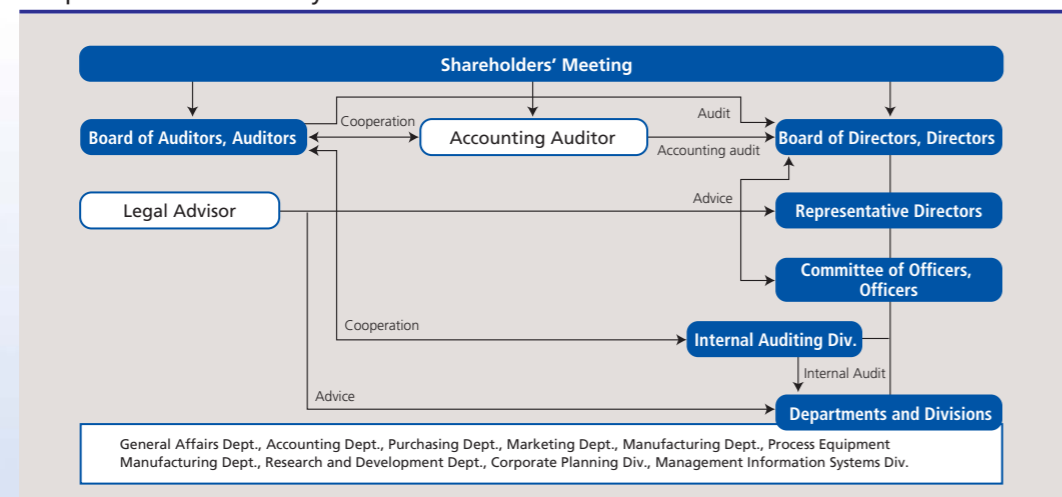 Shareholders' Meeting
Audit
Cooperation
Board of Auditors, Auditors
Accounting Auditor
Board of Directors, Directors
Accounting audit
Advice
Legal Advisor
Representative Directors
Committee of Officers,
Officers
Cooperation
Internal Auditing Div.
Internal Audit
Advice
Departments and Divisions
General Affairs Dept., Accounting Dept., Purchasing Dept., Marketing Dept., Manufacturing Dept., Process Equipment
Manufacturing Dept., Research and Development Dept., Corporate Planning Div., Management Information Systems Div.